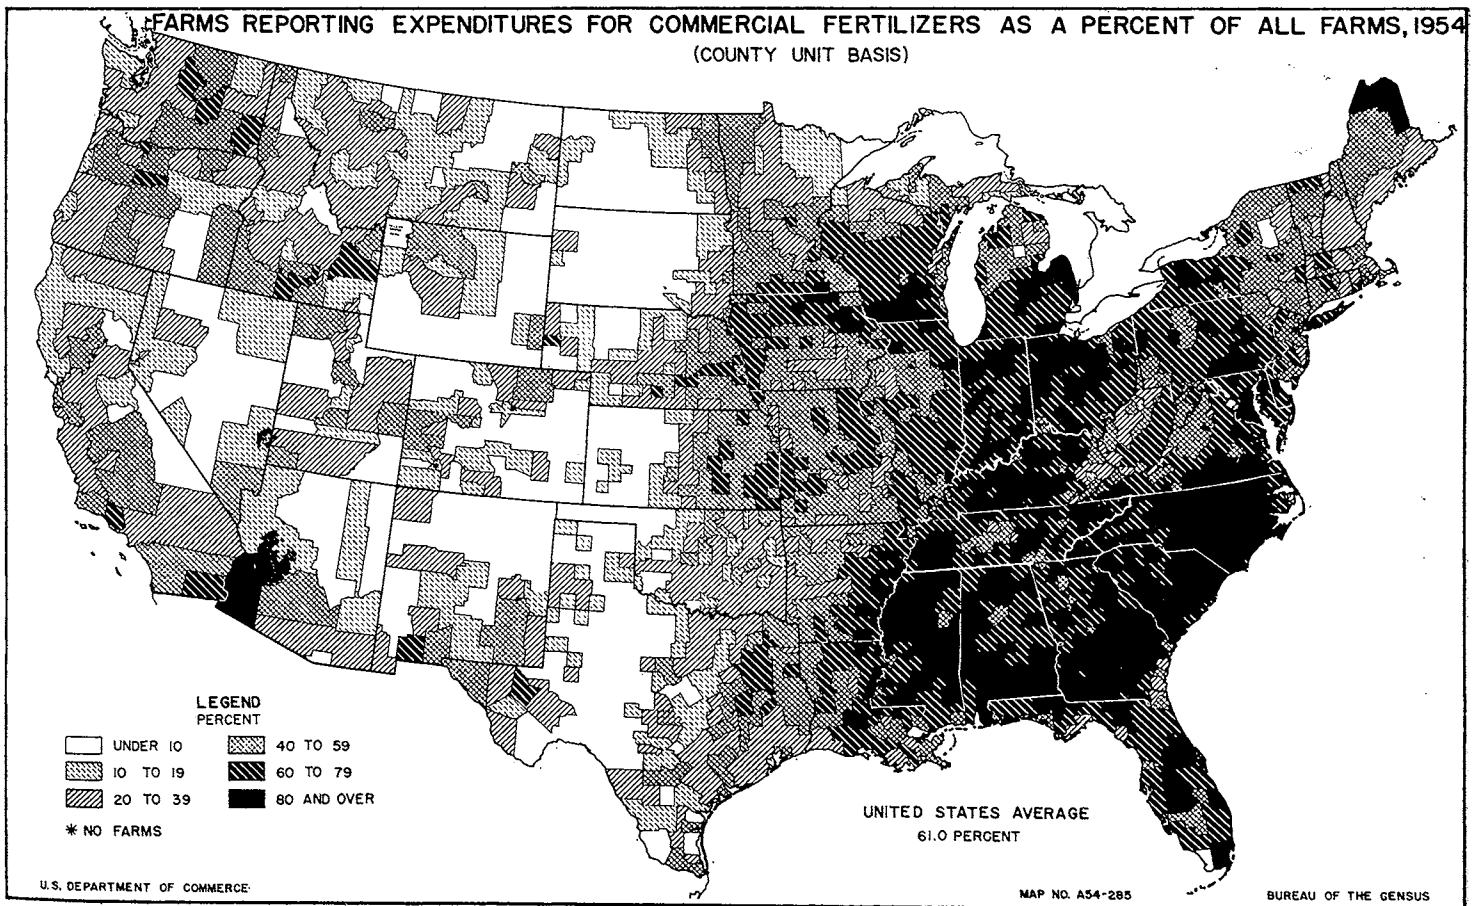 FARMS REPORTING EXPENDITURES FOR COMMERCIAL FERTILIZERS AS A PERCENT OF ALL FARMS, 1954
(COUNTY UNIT BASIS)
LEGEND
PERCENT
UNDER 10
10 TO 19
20 TO 39
40 TO 59
60 TO 79
80 AND OVER
* NO FARMS
UNITED STATES AVERAGE
61.0 PERCENT
U.S. DEPARTMENT OF COMMERCE
MAP NO. A54-285
BUREAU OF THE CENSUS